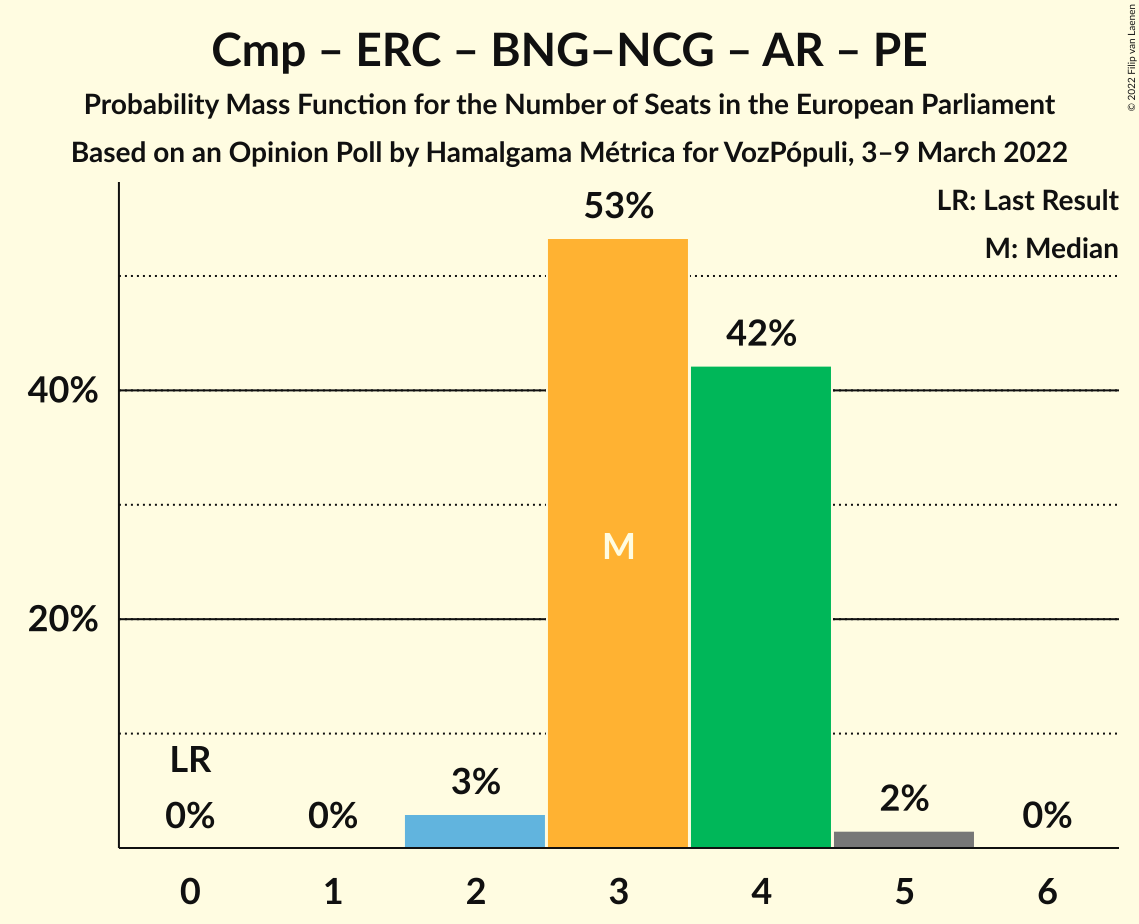 Cmp – ERC – BNG–NCG – AR – PE
Probability Mass Function for the Number of Seats in the European Parliament
Based on an Opinion Poll by Hamalgama Métrica for VozPópuli, 3–9 March 2022
© 2022 Filip van Laenen
LR: Last Result
M: Median
53%
42%
40%
M
20%
LR
0%
0%
3%
2%
0%
0
1
2
3
4
5
6